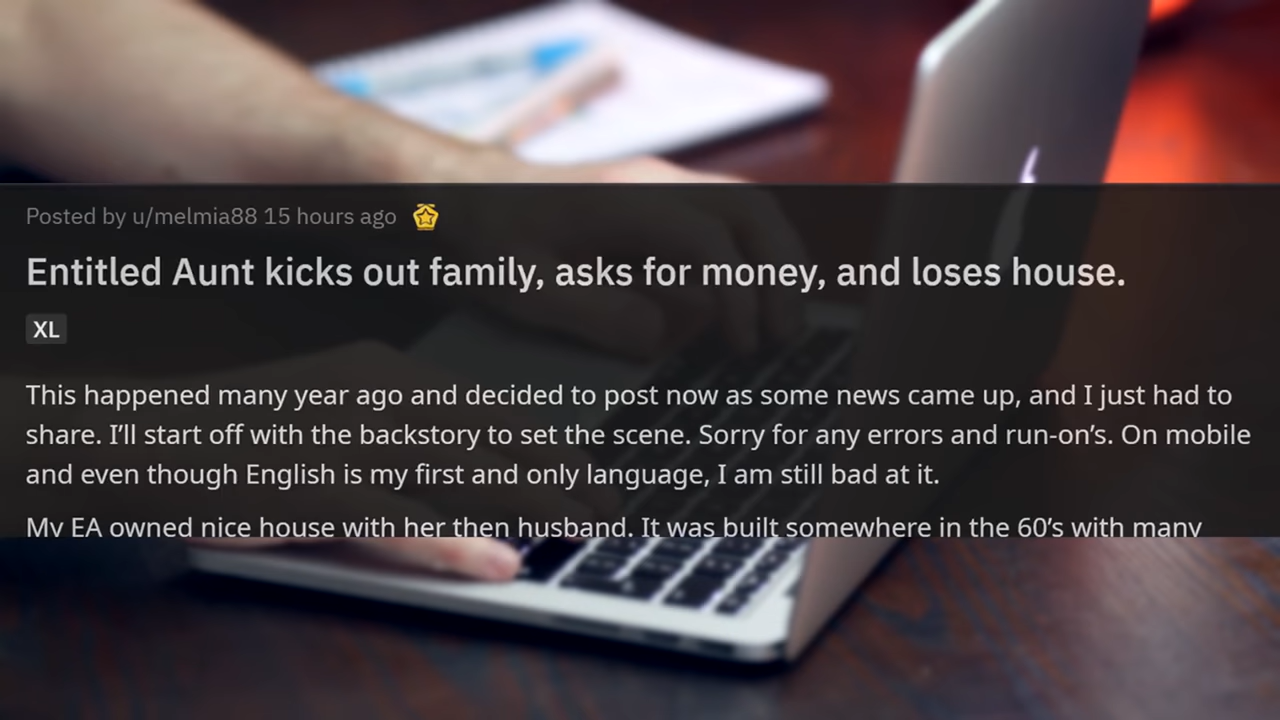 Posted by u/melmia88 15 hours ago
Entitled Aunt kicks out family, asks for money, and loses house.
XL
This happened many year ago and decided to post now as some news came up, and I just had to
share. I’ll start off with the backstory to set the scene. Sorry for any errors and run-on’s. On mobile
and even though English is my first and only language, I am still bad at it.
My EA owned nice house with her then husband. It was built somewhere in the 60’s with many